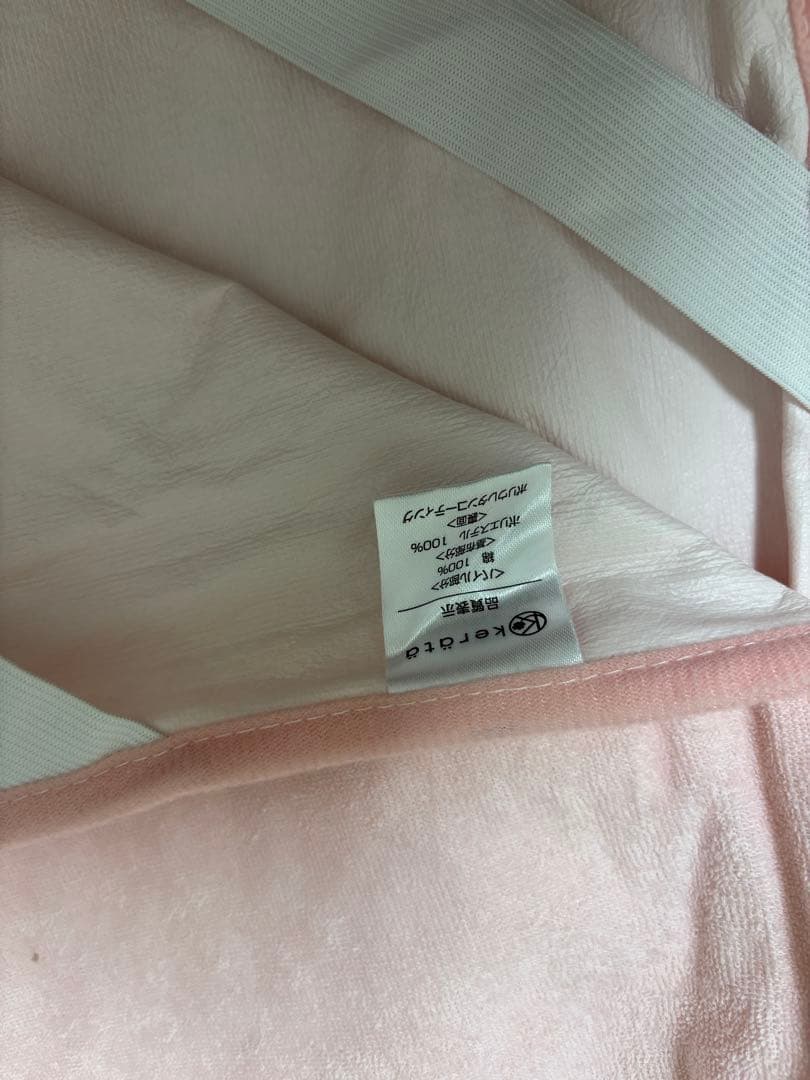 kerätä
品質表示
<パイル部分>
綿 100%
<基布部分>
ポリエステル 100%
<裏面>
ポリウレタンコーティング